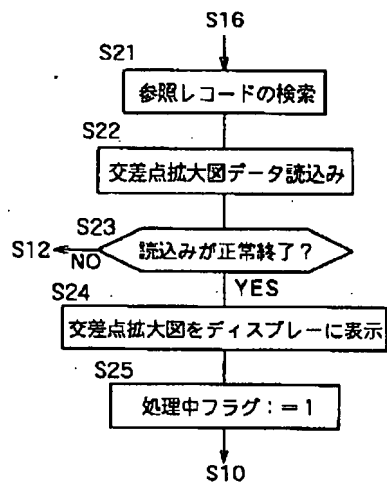 S16
S21
参照レコードの検索
S22
交差点拡大図データ読込み
S23
読込みが正常終了?
S12
NO
YES
S24
交差点拡大図をディスプレーに表示
S25
処理中フラグ:=1
S10